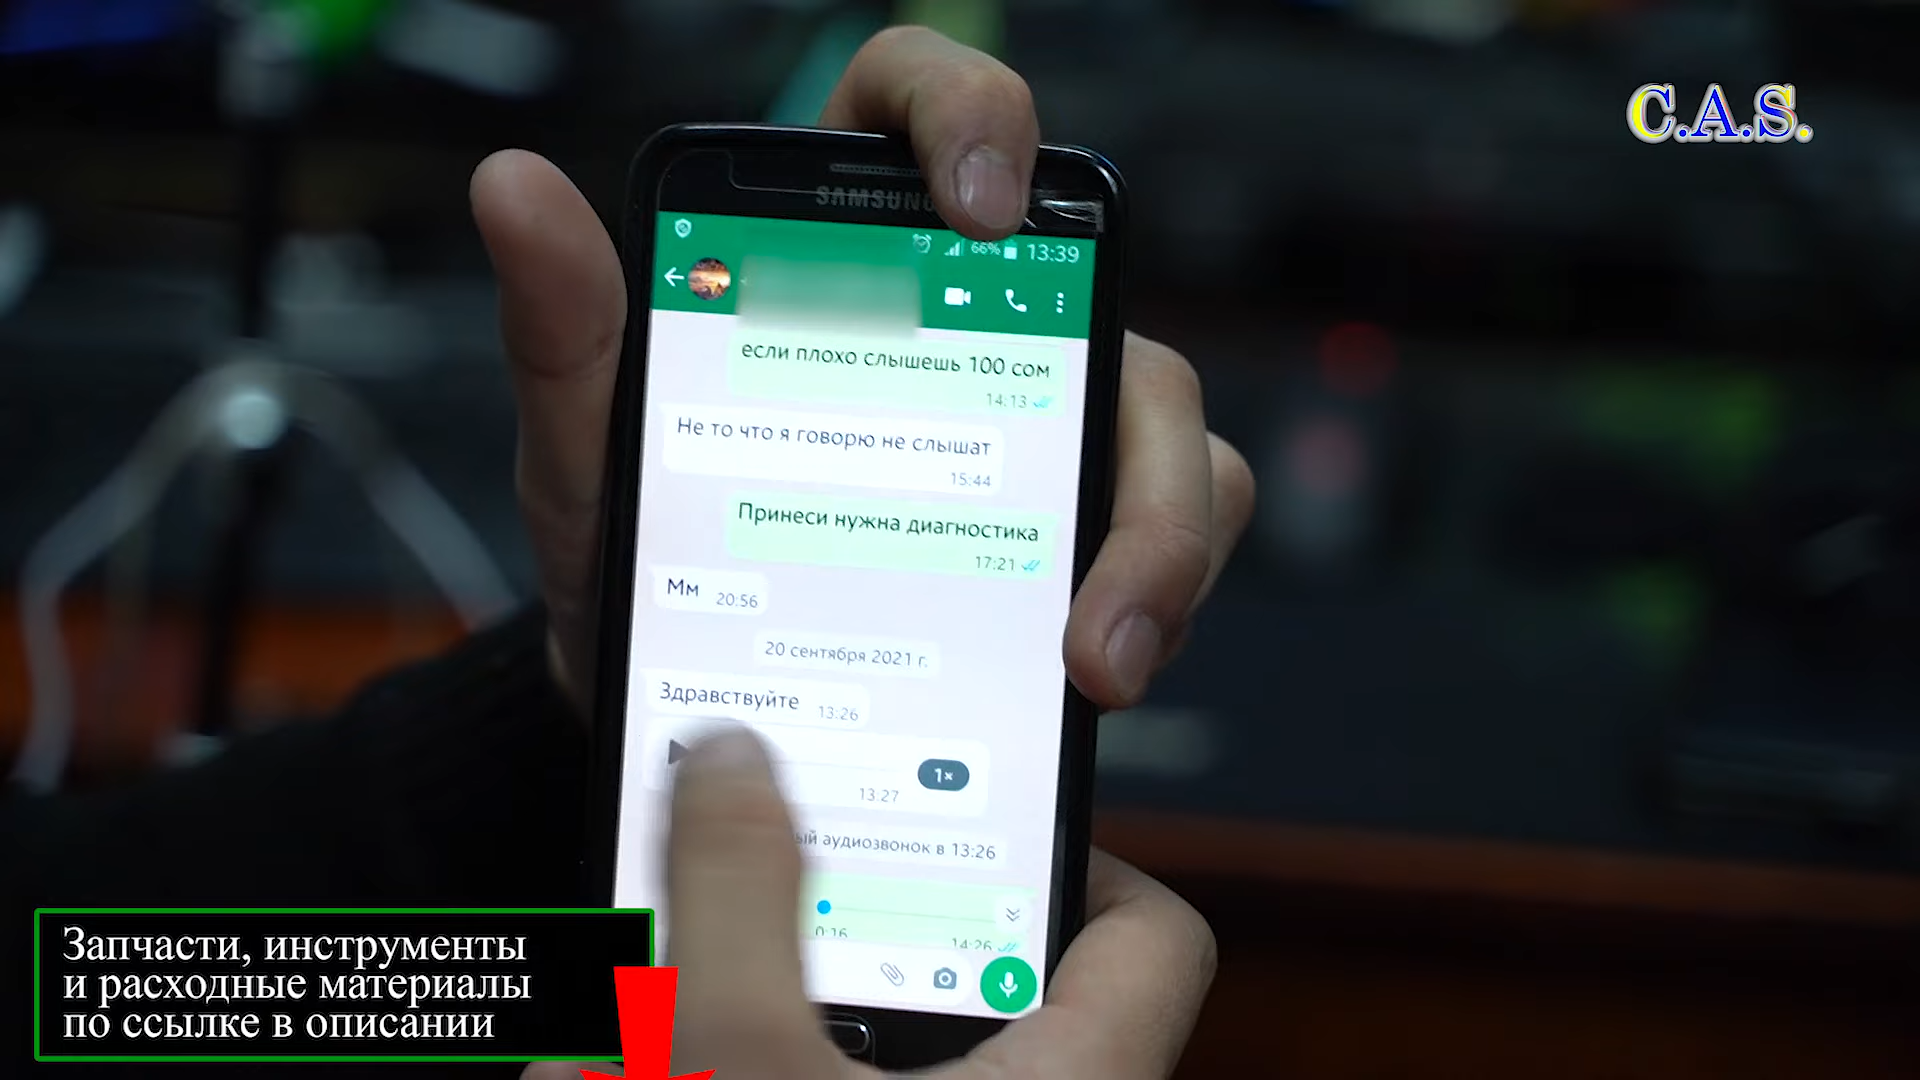 C.A.S.
SAMSUNG
66% 13:39
если плохо слышешь 100 сом
14:13
Не то что я говорю не слышат
15:44
Принеси нужна диагностика
17:21
Мм 20:56
20 сентября 2021 г.
Здравствуйте 13:26
1×
13:27
аудиозвонок в 13:26
0:16 14:26
Запчасти, инструменты
и расходные материалы
по ссылке в описании